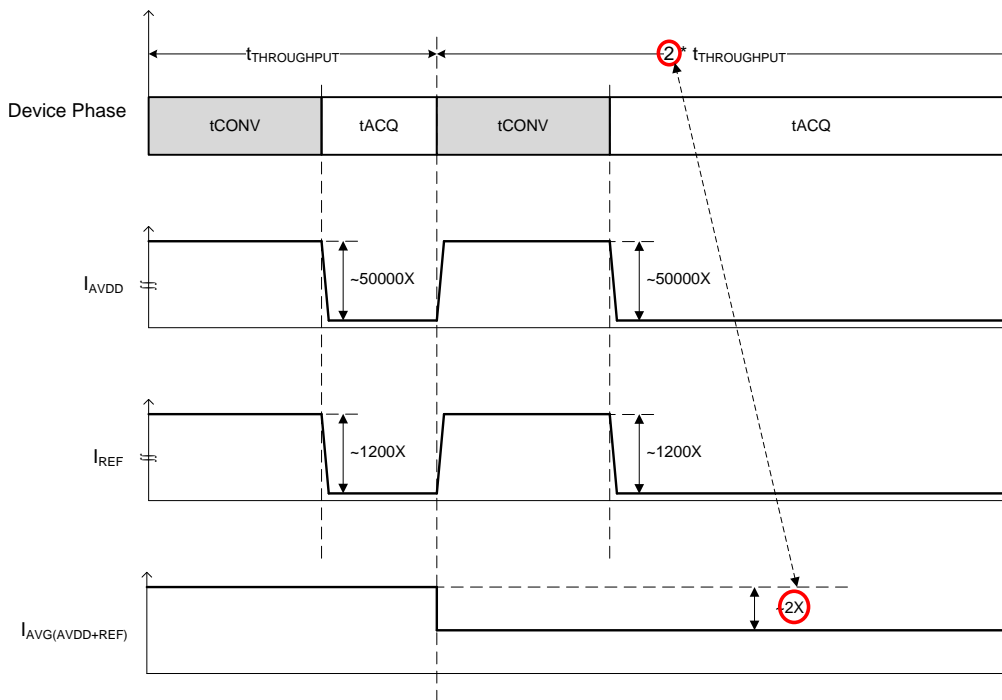 tTHROUGHPUT 2 * tTHROUGHPUT
Device Phase tCONV tACQ tCONV tACQ
IAVDD ~50000X ~50000X
IREF ~1200X ~1200X
IAVG(AVDD+REF) ~2X